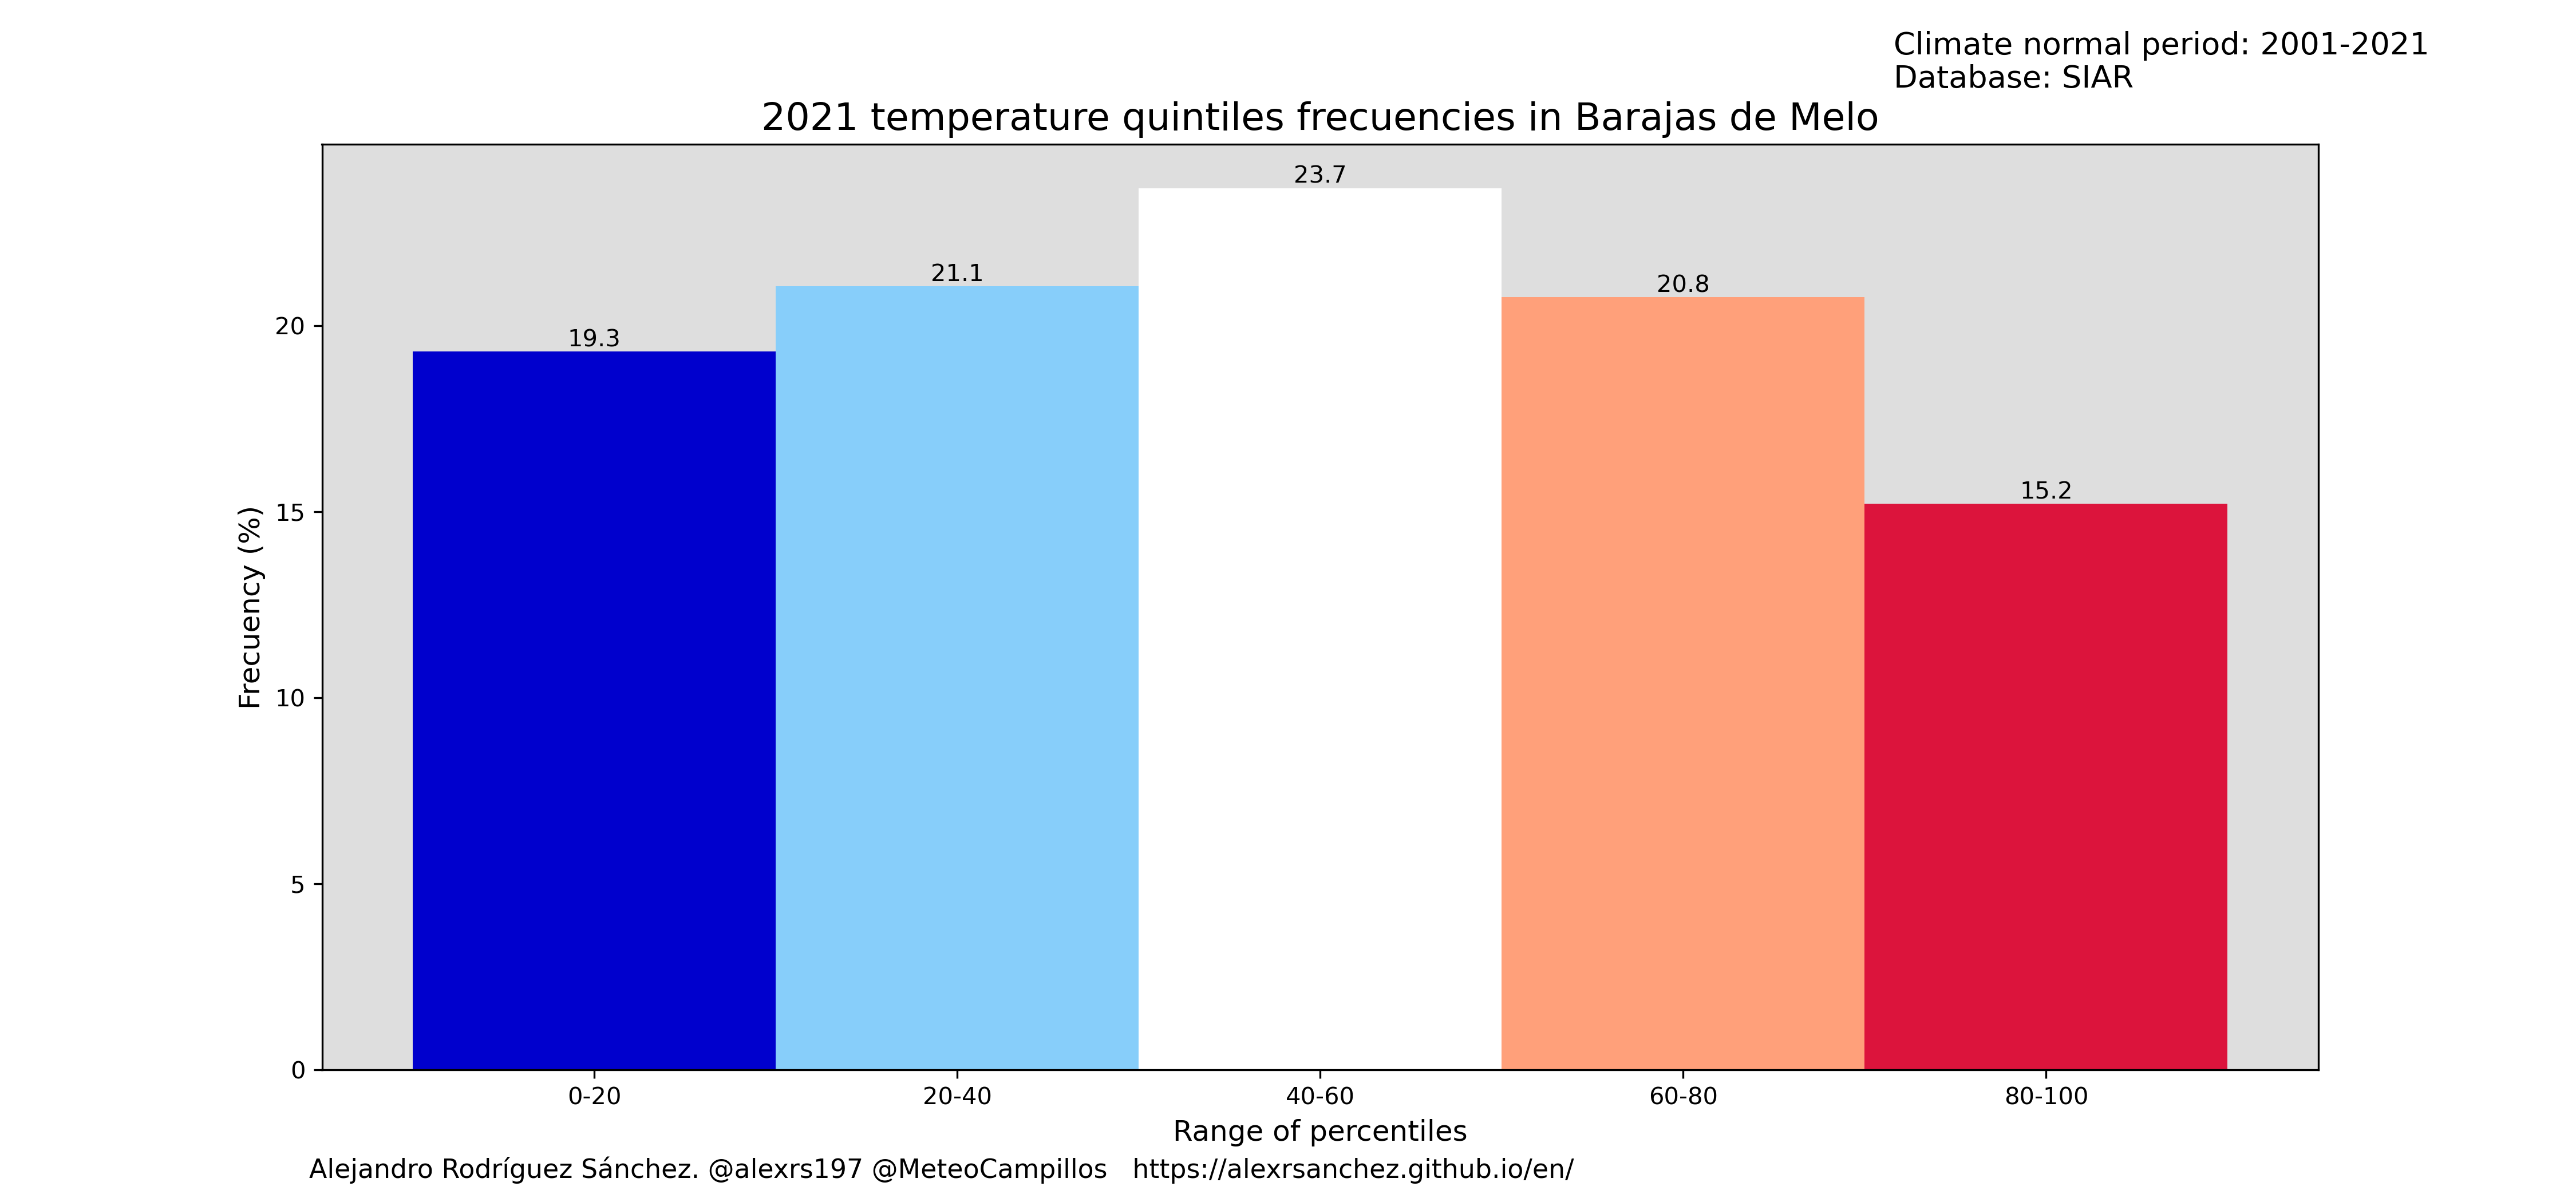 Climate normal period: 2001-2021
Database: SIAR
2021 temperature quintiles frecuencies in Barajas de Melo
23.7
21.1
20.8
19.3
15.2
20
15
10
5
0
Frecuency (%)
0-20 20-40 40-60 60-80 80-100
Range of percentiles
Alejandro Rodríguez Sánchez. @alexrs197 @MeteoCampillos https://alexrsanchez.github.io/en/